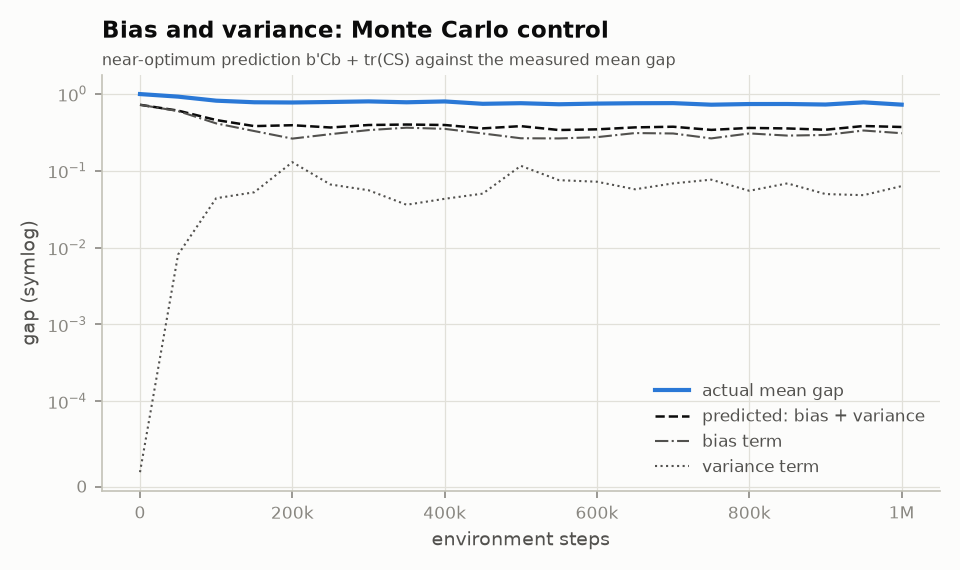 Bias and variance: Monte Carlo control
near-optimum prediction b'Cb + tr(CS) against the measured mean gap
gap (symlog)
10⁰
10⁻¹
10⁻²
10⁻³
10⁻⁴
0
actual mean gap
predicted: bias + variance
bias term
variance term
0 200k 400k 600k 800k 1M
environment steps